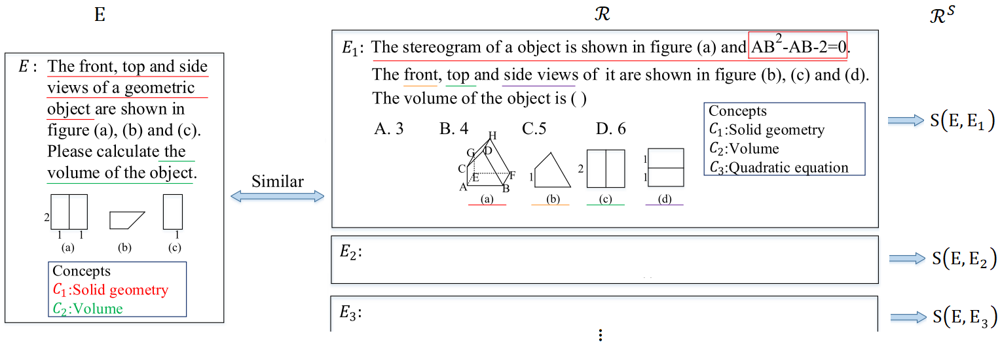 E
ℛ
ℛ^S
E: The front, top and side
views of a geometric
object are shown in
figure (a), (b) and (c).
Please calculate the
volume of the object.
2
1 1
1
(a) (b) (c)
Concepts
C₁:Solid geometry
C₂:Volume
Similar
E₁: The stereogram of a object is shown in figure (a) and AB²-AB-2=0.
The front, top and side views of it are shown in figure (b), (c) and (d).
The volume of the object is ( )
A. 3 B. 4 C.5 D. 6
H
G D
C
E F
A B
1
2
1
1
(a) (b) (c) (d)
Concepts
C₁:Solid geometry
C₂:Volume
C₃:Quadratic equation
S(E, E₁)
E₂:
S(E, E₂)
E₃:
S(E, E₃)
⋮